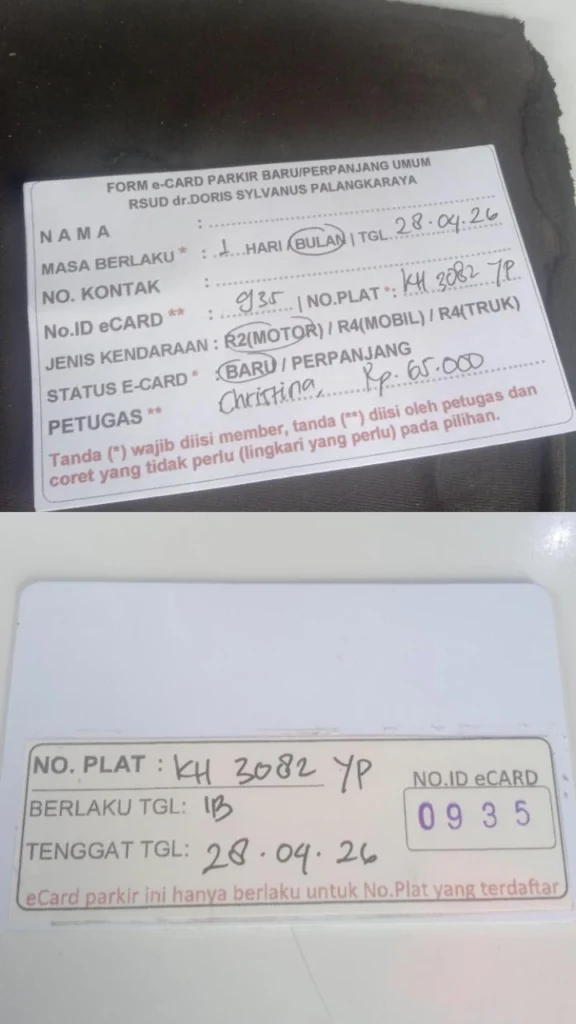 FORM e-CARD PARKIR BARU/PERPANJANG UMUM
RSUD dr.DORIS SYLVANUS PALANGKARAYA
NAMA :
MASA BERLAKU * : 1 HARI / BULAN | TGL. 28.04.26
NO. KONTAK :
No.ID eCARD ** : 935 | NO.PLAT *: KH 3082 YP
JENIS KENDARAAN : R2(MOTOR) / R4(MOBIL) / R4(TRUK)
STATUS E-CARD * : BARU / PERPANJANG
PETUGAS ** Christina, Rp. 65.000
Tanda (*) wajib diisi member, tanda (**) diisi oleh petugas dan
coret yang tidak perlu (lingkari yang perlu) pada pilihan.
NO. PLAT : KH 3082 YP
NO.ID eCARD
BERLAKU TGL: 1B
0935
TENGGAT TGL: 28.04.26
eCard parkir ini hanya berlaku untuk No.Plat yang terdaftar